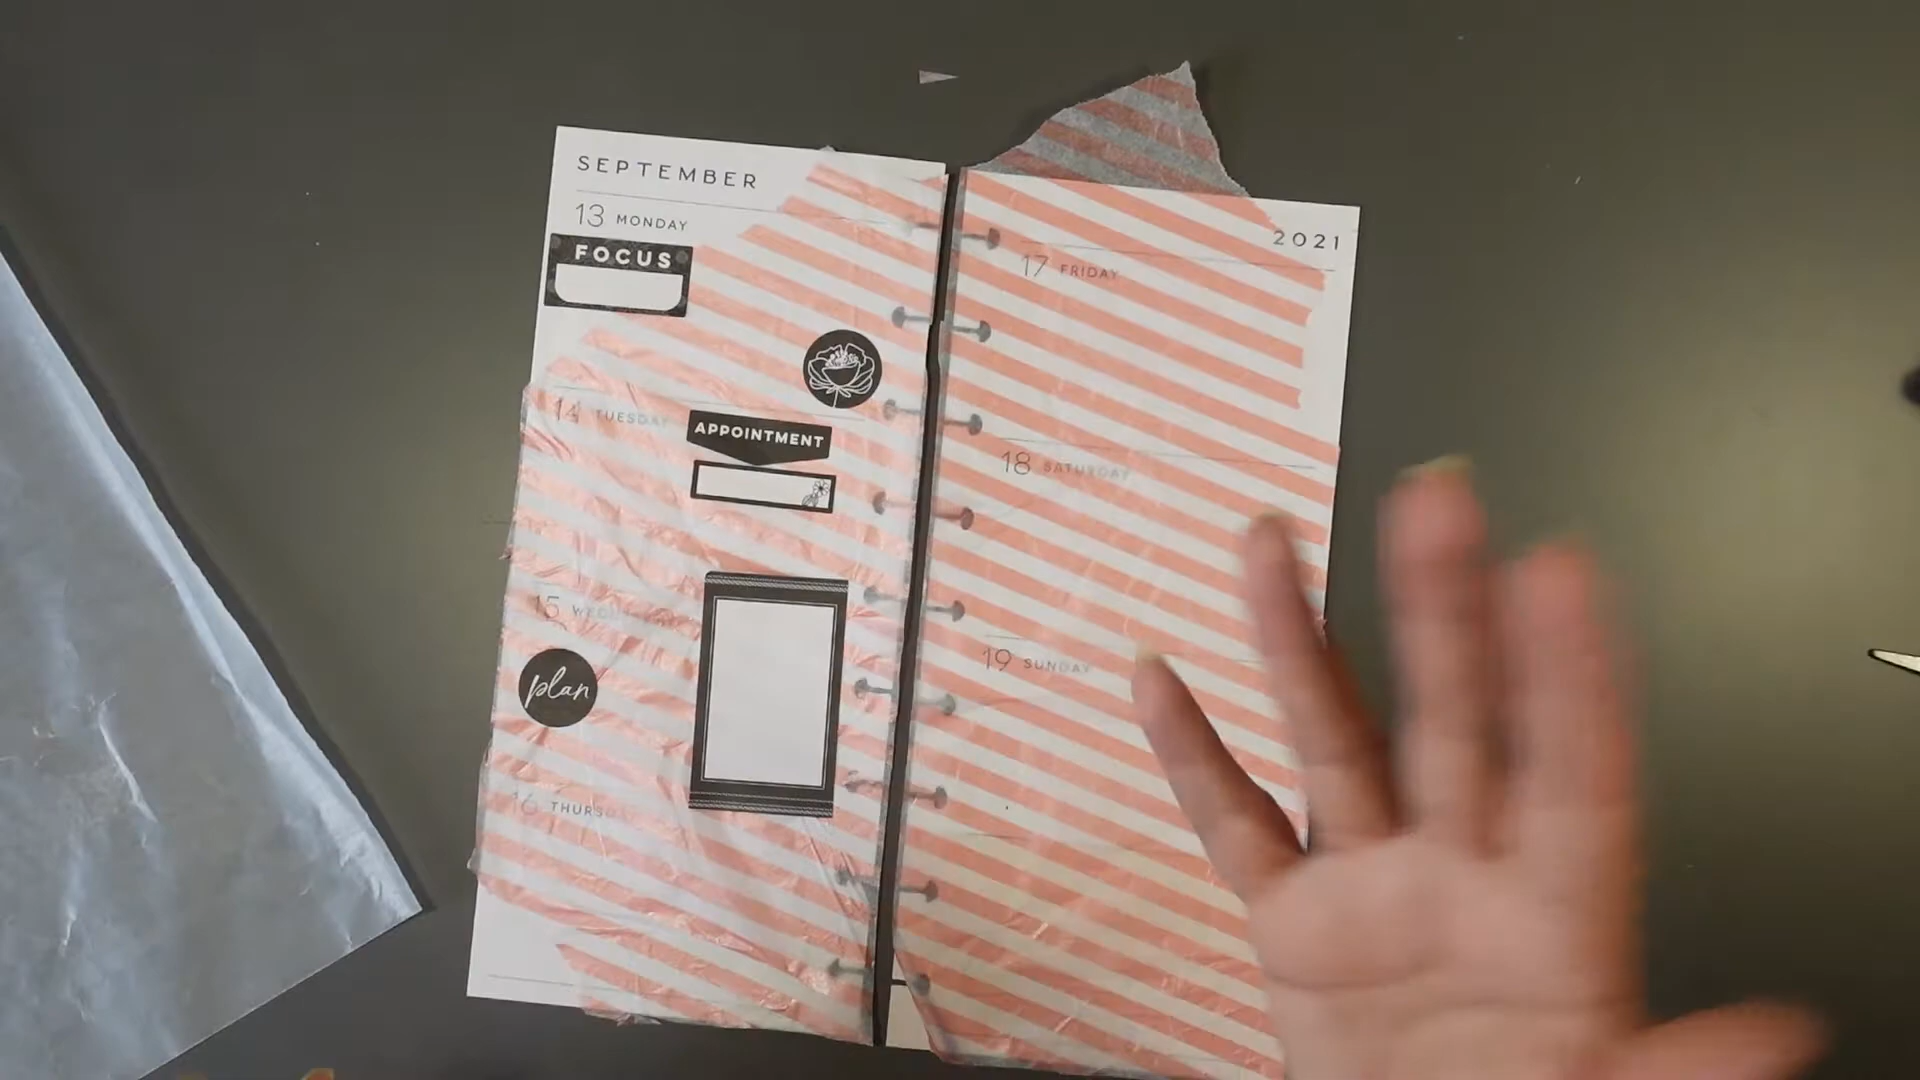 SEPTEMBER
13 MONDAY
FOCUS
14 TUESDAY
APPOINTMENT
15
plan
16 THURSDAY
2021
17 FRIDAY
18 SATURDAY
19 SUNDAY